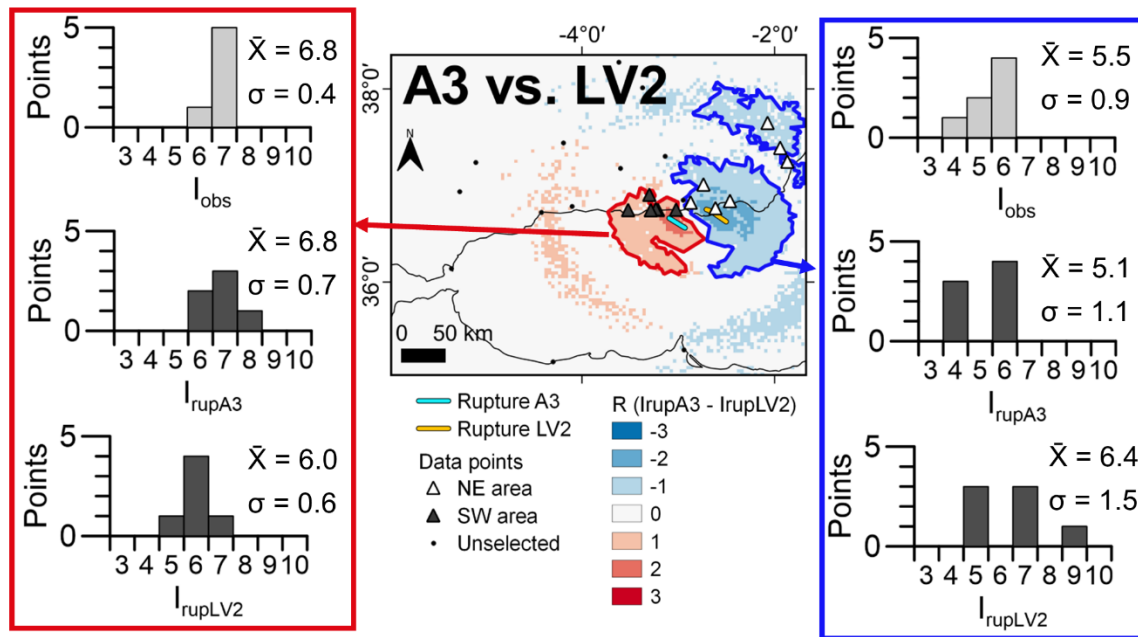 A3 vs. LV2
-4°0'
-2°0'
38°0'
36°0'
N
0 50 km
5
0
Points
X̄ = 6.8
σ = 0.4
3 4 5 6 7 8 9 10
Iobs
5
0
Points
X̄ = 6.8
σ = 0.7
3 4 5 6 7 8 9 10
IrupA3
5
0
Points
X̄ = 6.0
σ = 0.6
3 4 5 6 7 8 9 10
IrupLV2
Rupture A3
Rupture LV2
Data points
NE area
SW area
Unselected
R (IrupA3 - IrupLV2)
-3
-2
-1
0
1
2
3
5
0
Points
X̄ = 5.5
σ = 0.9
3 4 5 6 7 8 9 10
Iobs
5
0
Points
X̄ = 5.1
σ = 1.1
3 4 5 6 7 8 9 10
IrupA3
5
0
Points
X̄ = 6.4
σ = 1.5
3 4 5 6 7 8 9 10
IrupLV2